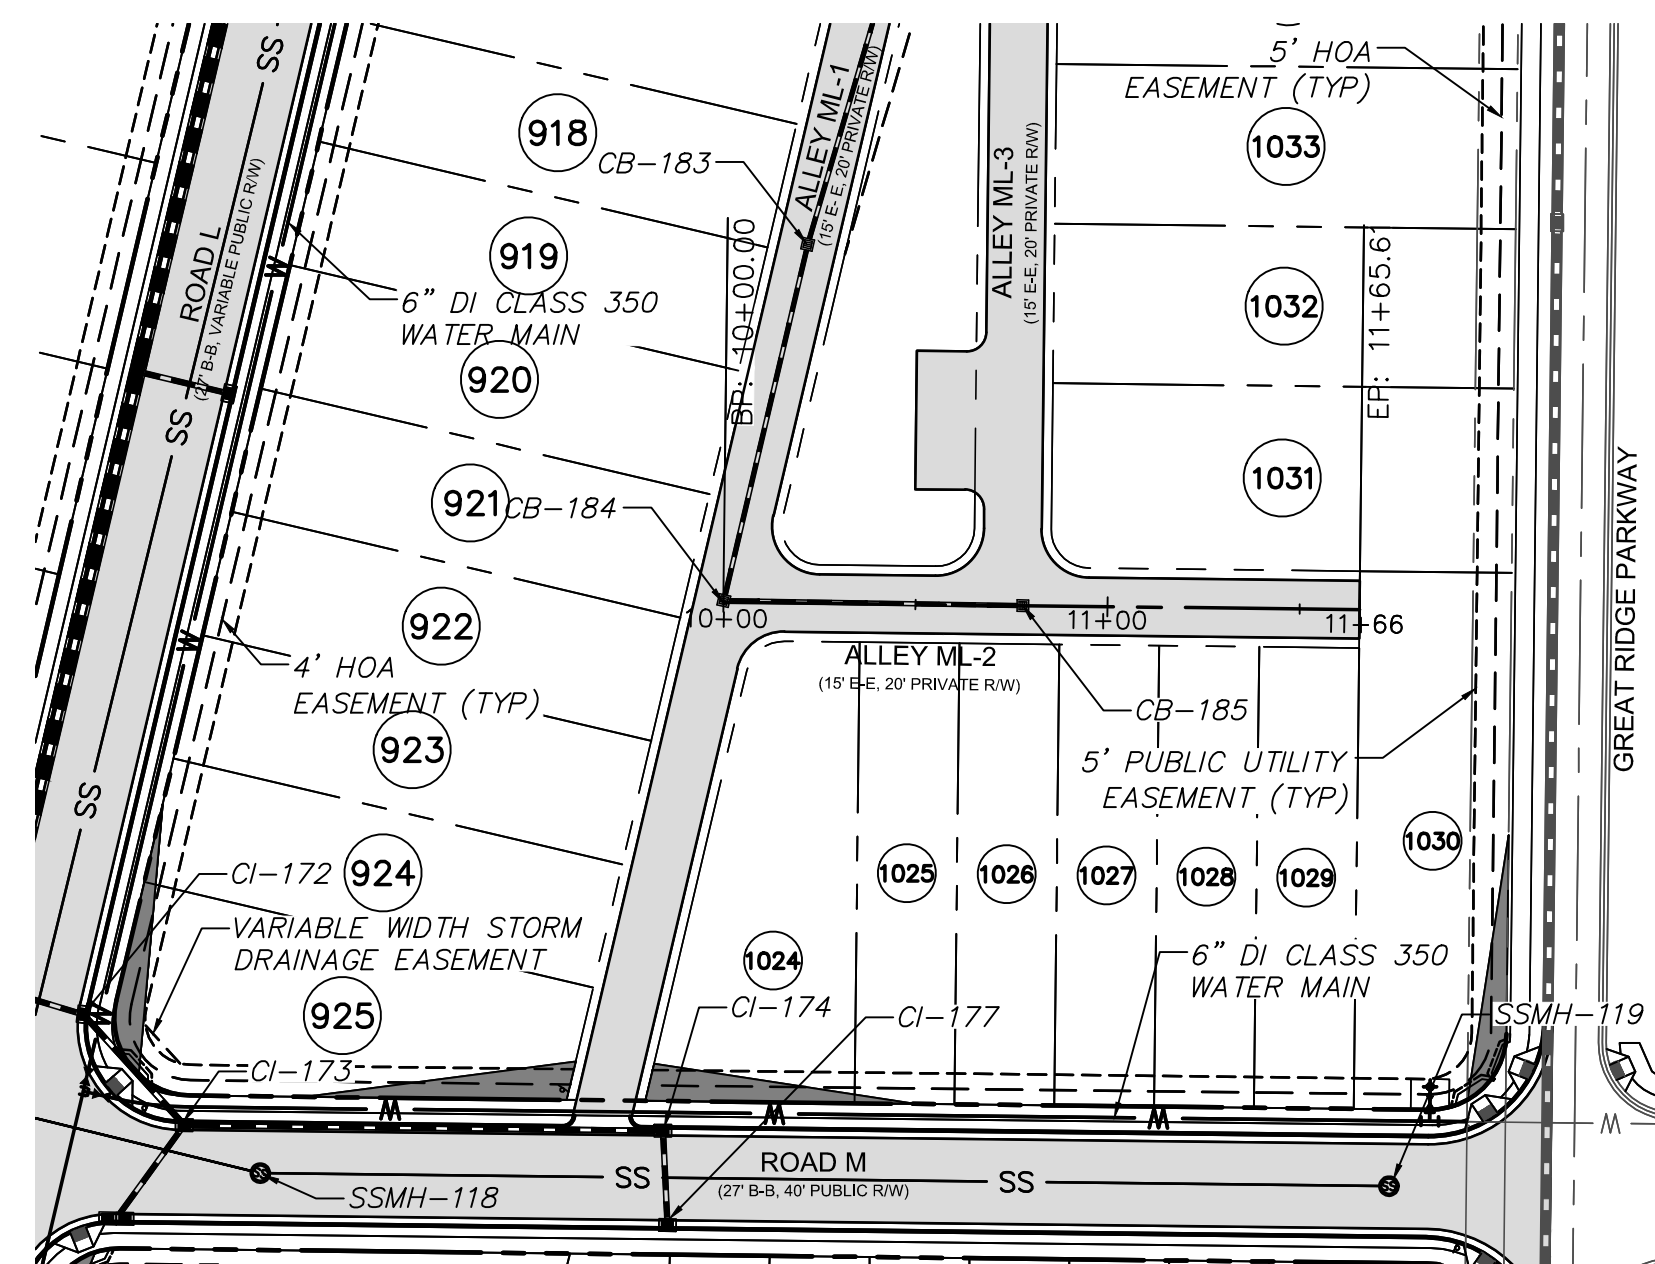 5' HOA
EASEMENT (TYP)
SS
918
CB-183
ALLEY ML-1
(15' E-E, 20' PRIVATE R/W)
ALLEY ML-3
(15' E-E, 20' PRIVATE R/W)
1033
ROAD L
(27' B-B, VARIABLE PUBLIC R/W)
919
W
6" DI CLASS 350
WATER MAIN
BP: 10+00.00
1032
EP: 11+65.61
920
SS
921
CB-184
1031
GREAT RIDGE PARKWAY
922
10+00
11+00
11+66
W
4' HOA
EASEMENT (TYP)
ALLEY ML-2
(15' E-E, 20' PRIVATE R/W)
CB-185
923
5' PUBLIC UTILITY
EASEMENT (TYP)
SS
1030
CI-172
924
1025
1026
1027
1028
1029
VARIABLE WIDTH STORM
DRAINAGE EASEMENT
1024
6" DI CLASS 350
WATER MAIN
925
CI-174
CI-177
SSMH-119
W
CI-173
W
W
W
W
SS
ROAD M
(27' B-B, 40' PUBLIC R/W)
SS
SS
SS
SSMH-118